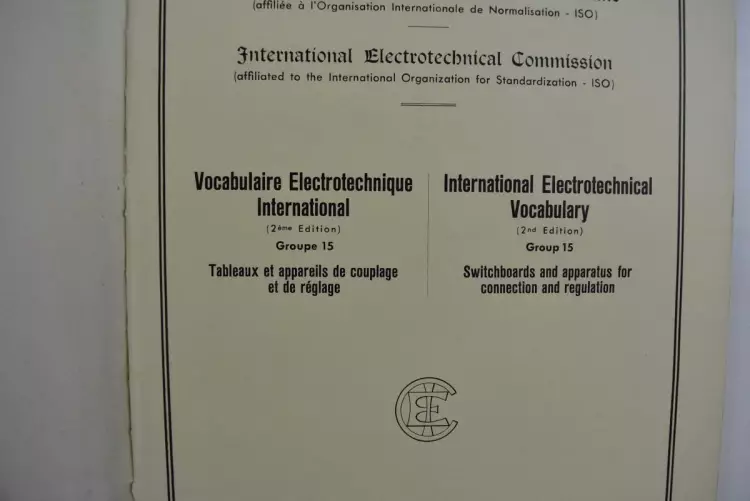 (affiliée à l'Organisation Internationale de Normalisation - ISO)
International Electrotechnical Commission
(affiliated to the International Organization for Standardization - ISO)
Vocabulaire Electrotechnique
International
(2ème Edition)
Groupe 15
Tableaux et appareils de couplage
et de réglage
International Electrotechnical
Vocabulary
(2nd Edition)
Group 15
Switchboards and apparatus for
connection and regulation
CEI